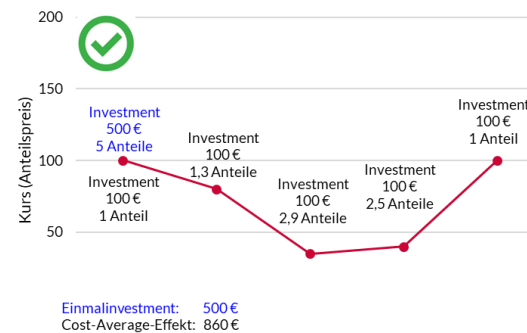 200
150
100
50
Kurs (Anteilspreis)
Investment
500 €
5 Anteile
Investment
100 €
1 Anteil
Investment
100 €
1,3 Anteile
Investment
100 €
2,9 Anteile
Investment
100 €
2,5 Anteile
Investment
100 €
1 Anteil
Einmalinvestment: 500 €
Cost-Average-Effekt: 860 €